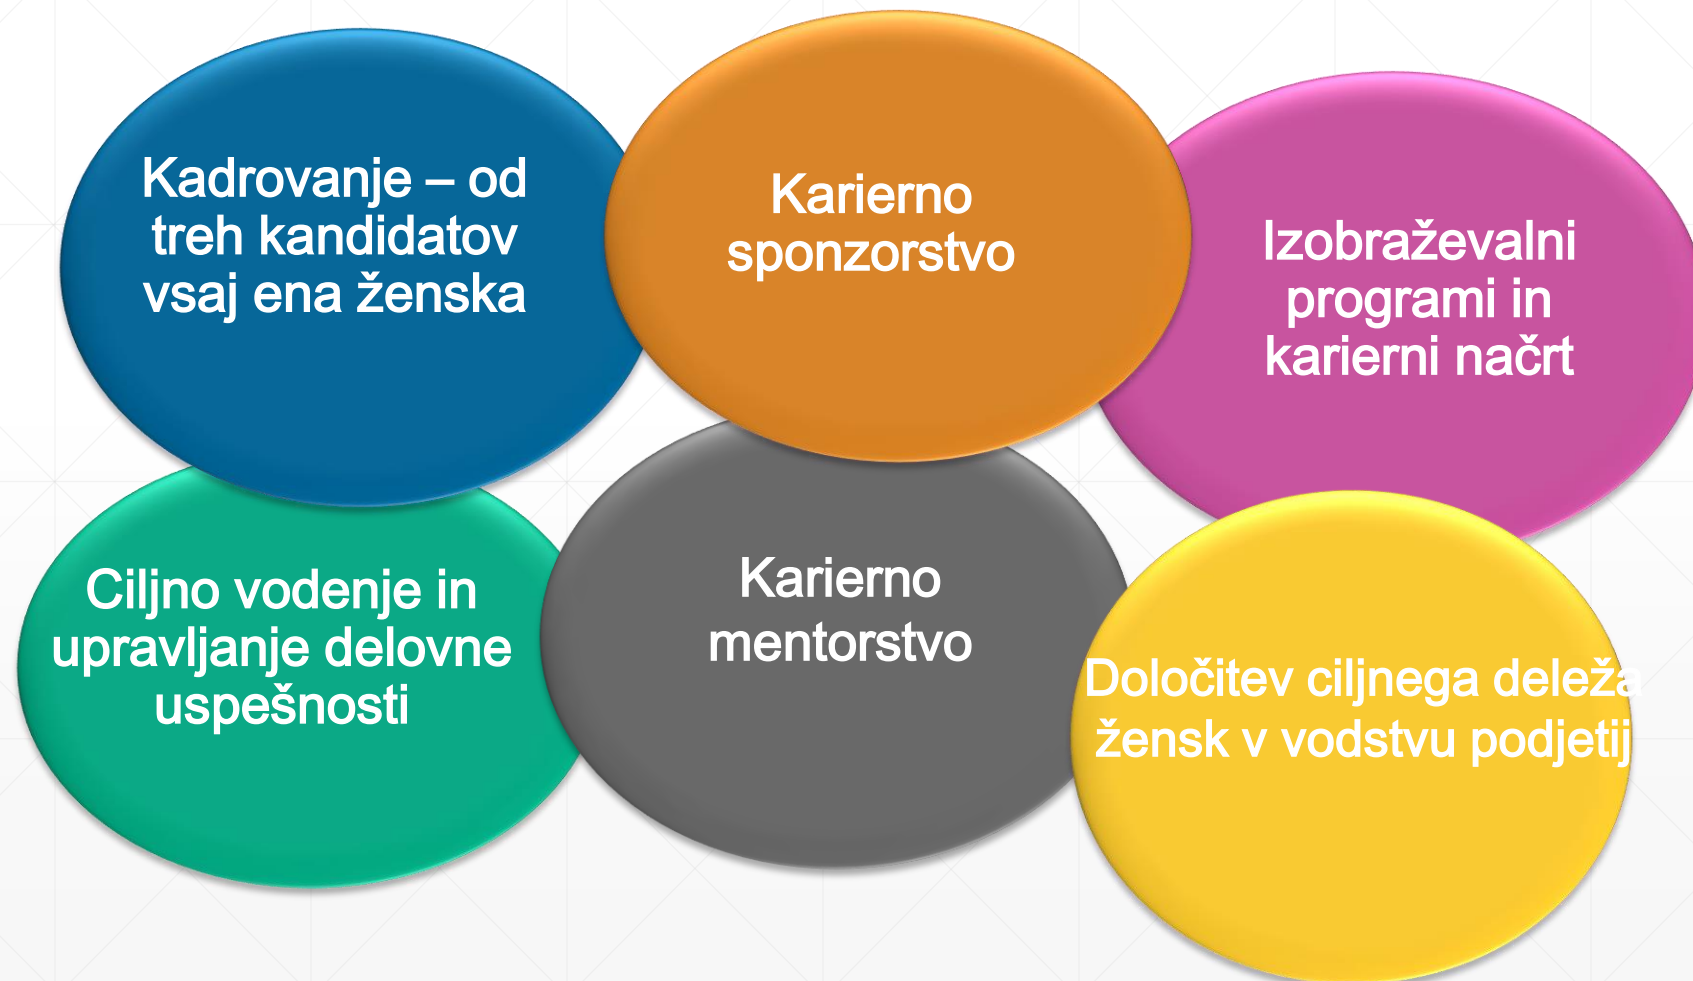 Kadrovanje – od
treh kandidatov
vsaj ena ženska
Karierno
sponzorstvo
Izobraževalni
programi in
karierni načrt
Ciljno vodenje in
upravljanje delovne
uspešnosti
Karierno
mentorstvo
Določitev ciljnega deleža
žensk v vodstvu podjetij